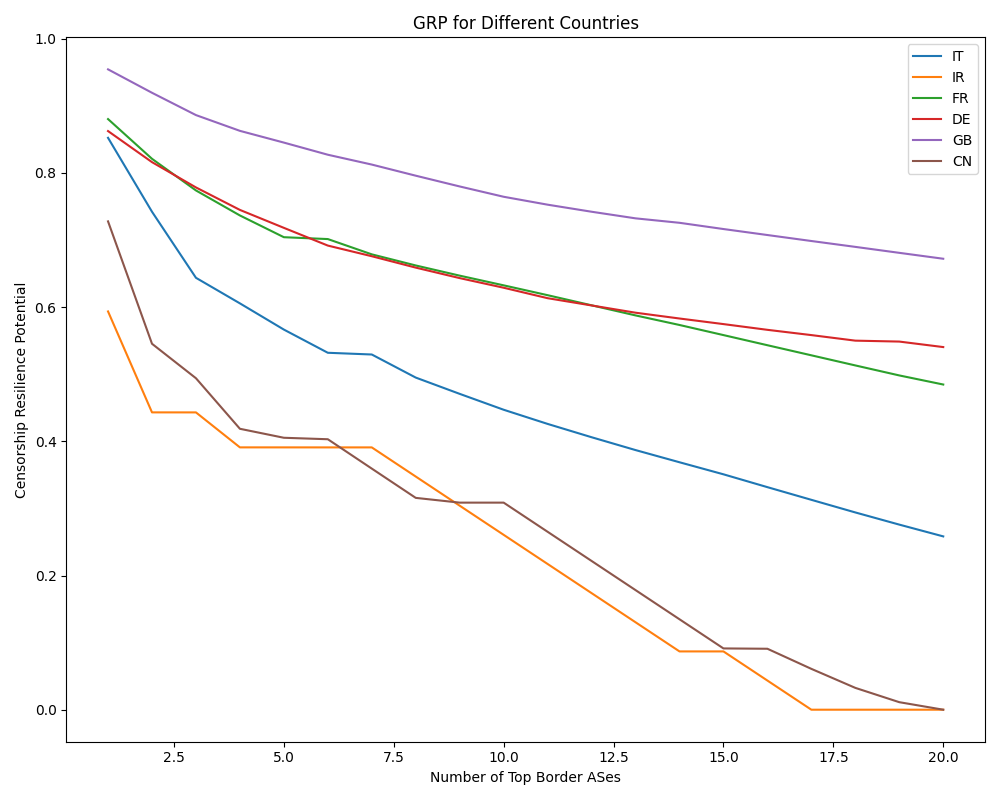 GRP for Different Countries
1.0
0.8
0.6
0.4
0.2
0.0
Censorship Resilience Potential
IT
IR
FR
DE
GB
CN
2.5 5.0 7.5 10.0 12.5 15.0 17.5 20.0
Number of Top Border ASes